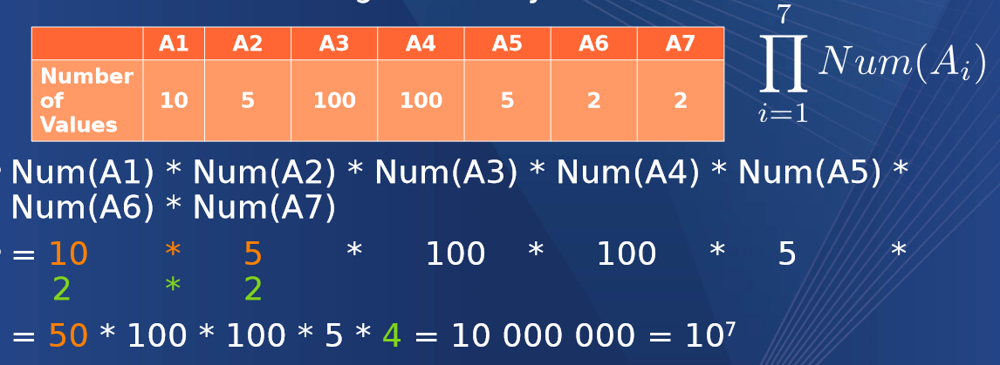 A1 A2 A3 A4 A5 A6 A7
Number of Values 10 5 100 100 5 2 2
7
∏ Num(Aᵢ)
i=1
Num(A1) * Num(A2) * Num(A3) * Num(A4) * Num(A5) *
Num(A6) * Num(A7)
= 10 * 5 * 100 * 100 * 5 *
2 * 2
= 50 * 100 * 100 * 5 * 4 = 10 000 000 = 10⁷